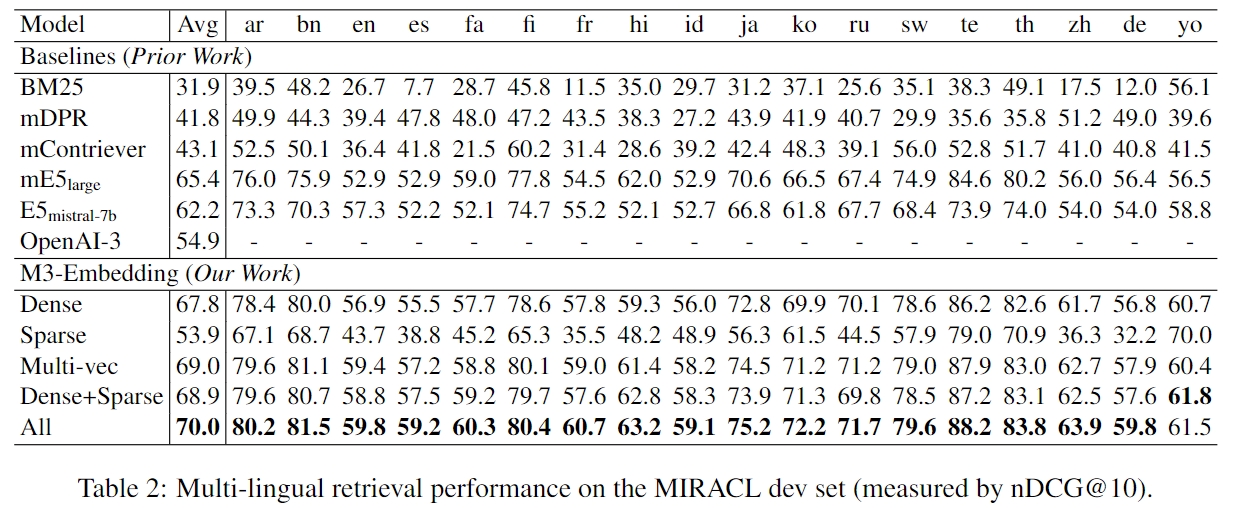 Model Avg ar bn en es fa fi fr hi id ja ko ru sw te th zh de yo
Baselines (Prior Work)
BM25 31.9 39.5 48.2 26.7 7.7 28.7 45.8 11.5 35.0 29.7 31.2 37.1 25.6 35.1 38.3 49.1 17.5 12.0 56.1
mDPR 41.8 49.9 44.3 39.4 47.8 48.0 47.2 43.5 38.3 27.2 43.9 41.9 40.7 29.9 35.6 35.8 51.2 49.0 39.6
mContriever 43.1 52.5 50.1 36.4 41.8 21.5 60.2 31.4 28.6 39.2 42.4 48.3 39.1 56.0 52.8 51.7 41.0 40.8 41.5
mE5large 65.4 76.0 75.9 52.9 52.9 59.0 77.8 54.5 62.0 52.9 70.6 66.5 67.4 74.9 84.6 80.2 56.0 56.4 56.5
E5mistral-7b 62.2 73.3 70.3 57.3 52.2 52.1 74.7 55.2 52.1 52.7 66.8 61.8 67.7 68.4 73.9 74.0 54.0 54.0 58.8
OpenAI-3 54.9 - - - - - - - - - - - - - - - - - -
M3-Embedding (Our Work)
Dense 67.8 78.4 80.0 56.9 55.5 57.7 78.6 57.8 59.3 56.0 72.8 69.9 70.1 78.6 86.2 82.6 61.7 56.8 60.7
Sparse 53.9 67.1 68.7 43.7 38.8 45.2 65.3 35.5 48.2 48.9 56.3 61.5 44.5 57.9 79.0 70.9 36.3 32.2 70.0
Multi-vec 69.0 79.6 81.1 59.4 57.2 58.8 80.1 59.0 61.4 58.2 74.5 71.2 71.2 79.0 87.9 83.0 62.7 57.9 60.4
Dense+Sparse 68.9 79.6 80.7 58.8 57.5 59.2 79.7 57.6 62.8 58.3 73.9 71.3 69.8 78.5 87.2 83.1 62.5 57.6 61.8
All 70.0 80.2 81.5 59.8 59.2 60.3 80.4 60.7 63.2 59.1 75.2 72.2 71.7 79.6 88.2 83.8 63.9 59.8 61.5
Table 2: Multi-lingual retrieval performance on the MIRACL dev set (measured by nDCG@10).